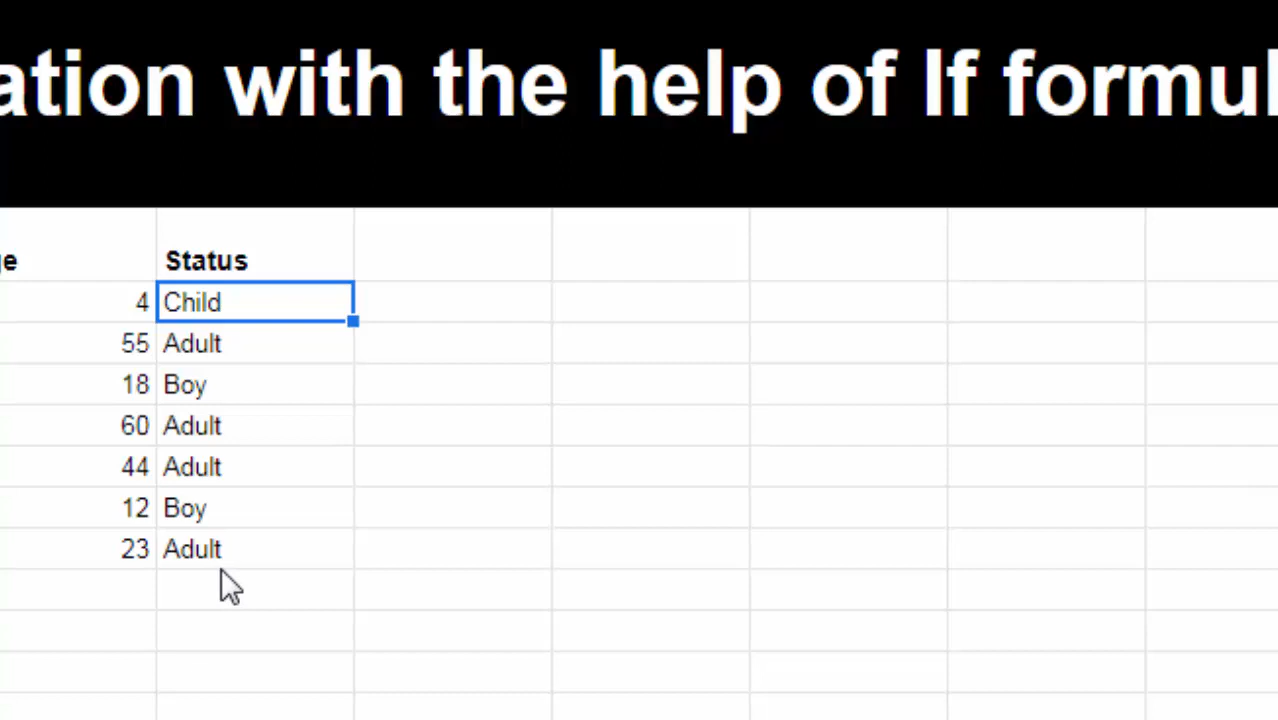 ation with the help of If formul
ge Status
4 Child
55 Adult
18 Boy
60 Adult
44 Adult
12 Boy
23 Adult